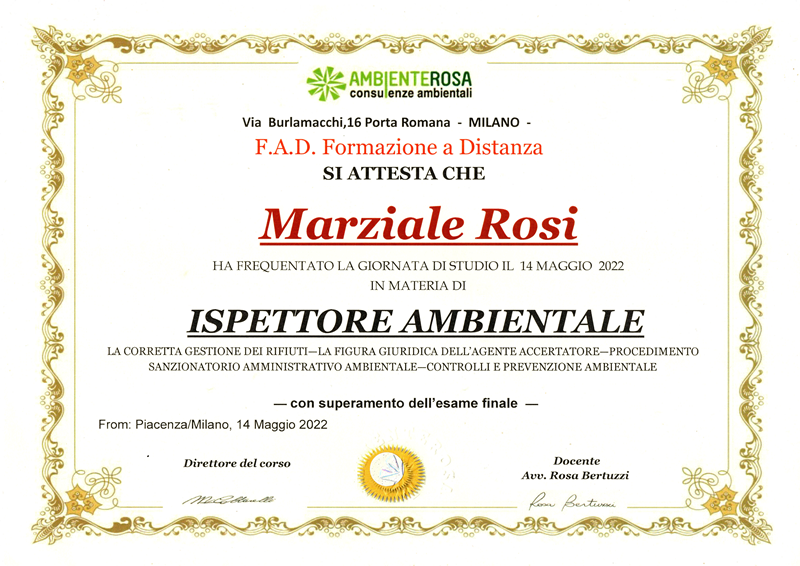 AMBIENTEROSA
consulenze ambientali
Via Burlamacchi,16 Porta Romana - MILANO -
F.A.D. Formazione a Distanza
SI ATTESTA CHE
Marziale Rosi
HA FREQUENTATO LA GIORNATA DI STUDIO IL 14 MAGGIO 2022
IN MATERIA DI
ISPETTORE AMBIENTALE
LA CORRETTA GESTIONE DEI RIFIUTI—LA FIGURA GIURIDICA DELL'AGENTE ACCERTATORE—PROCEDIMENTO
SANZIONATORIO AMMINISTRATIVO AMBIENTALE—CONTROLLI E PREVENZIONE AMBIENTALE
— con superamento dell'esame finale —
From: Piacenza/Milano, 14 Maggio 2022
Direttore del corso
Docente
Avv. Rosa Bertuzzi